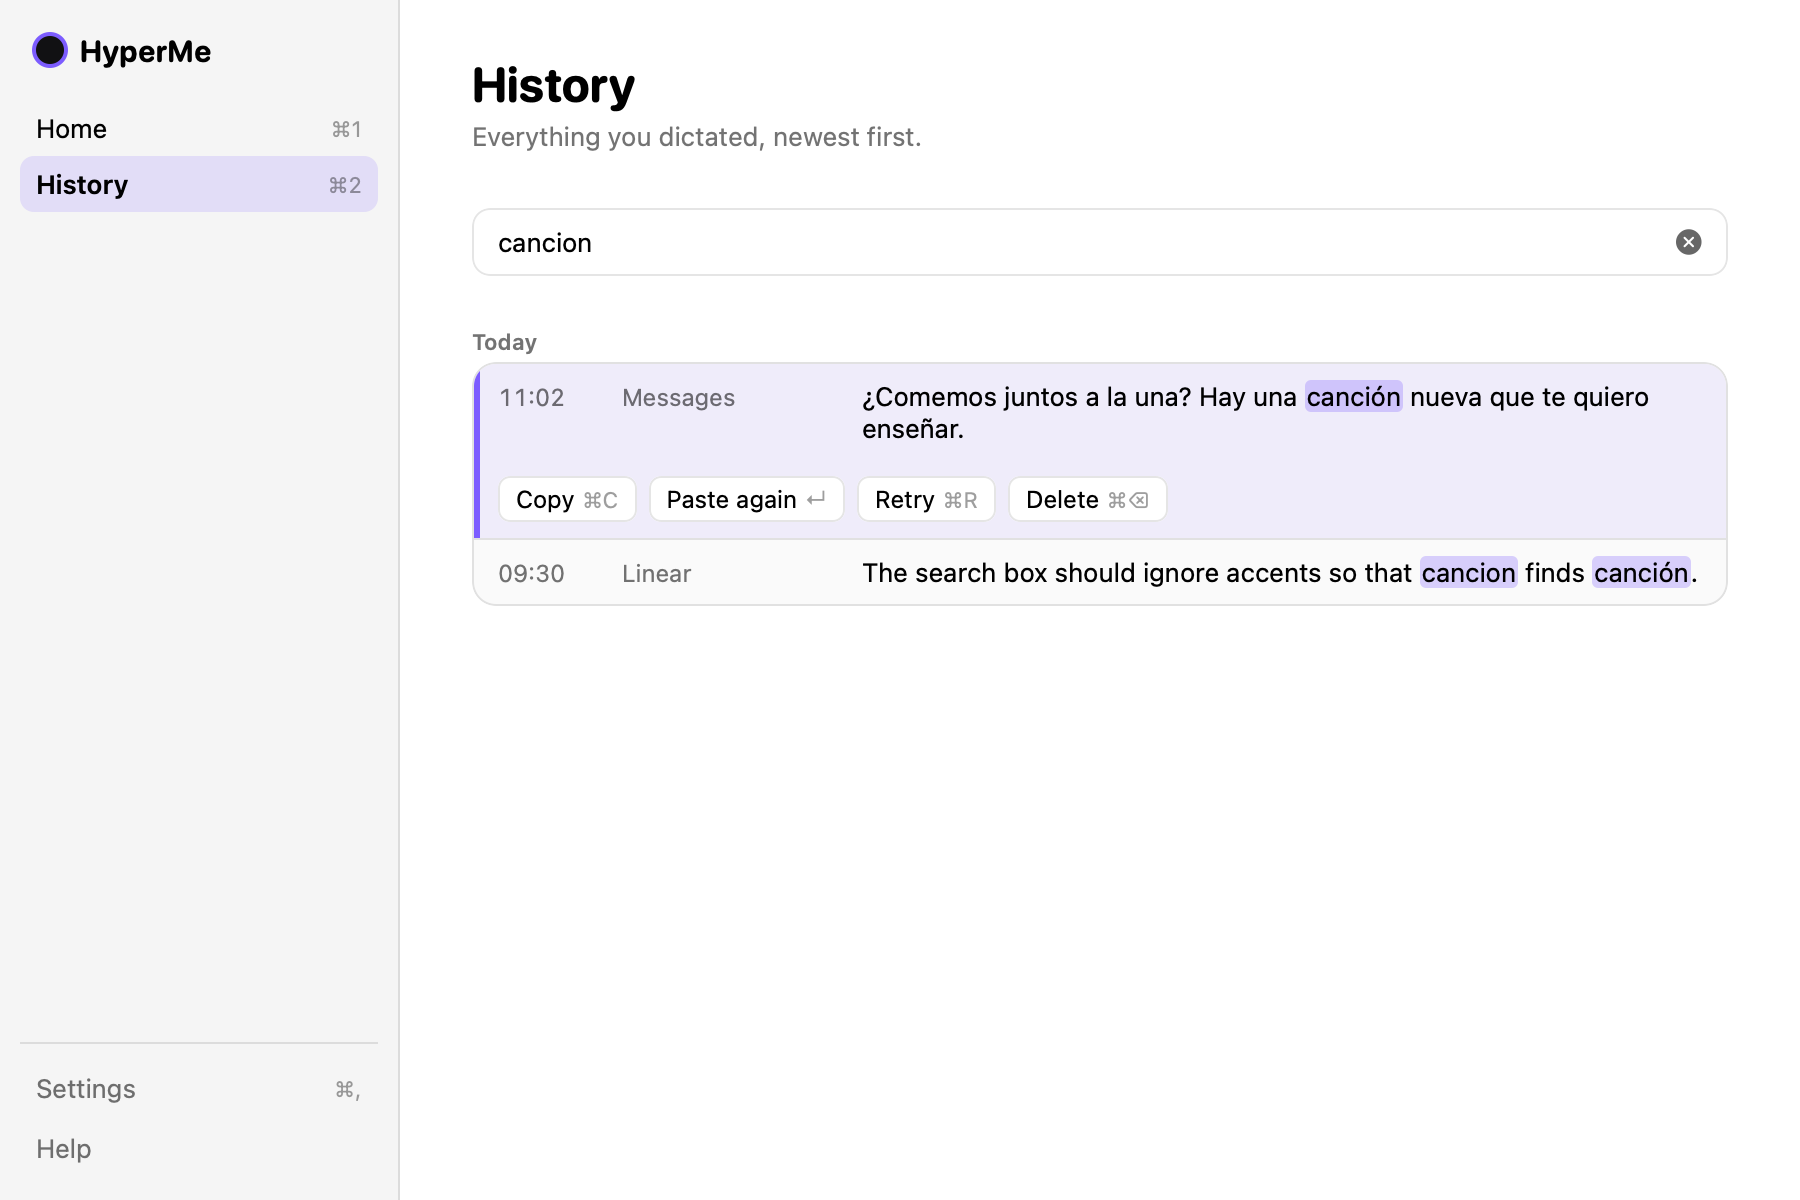 HyperMe
Home ⌘1
History ⌘2
History
Everything you dictated, newest first.
cancion
Today
11:02 Messages ¿Comemos juntos a la una? Hay una canción nueva que te quiero
enseñar.
Copy ⌘C Paste again ↵ Retry ⌘R Delete ⌘⌫
09:30 Linear The search box should ignore accents so that cancion finds canción.
Settings ⌘,
Help